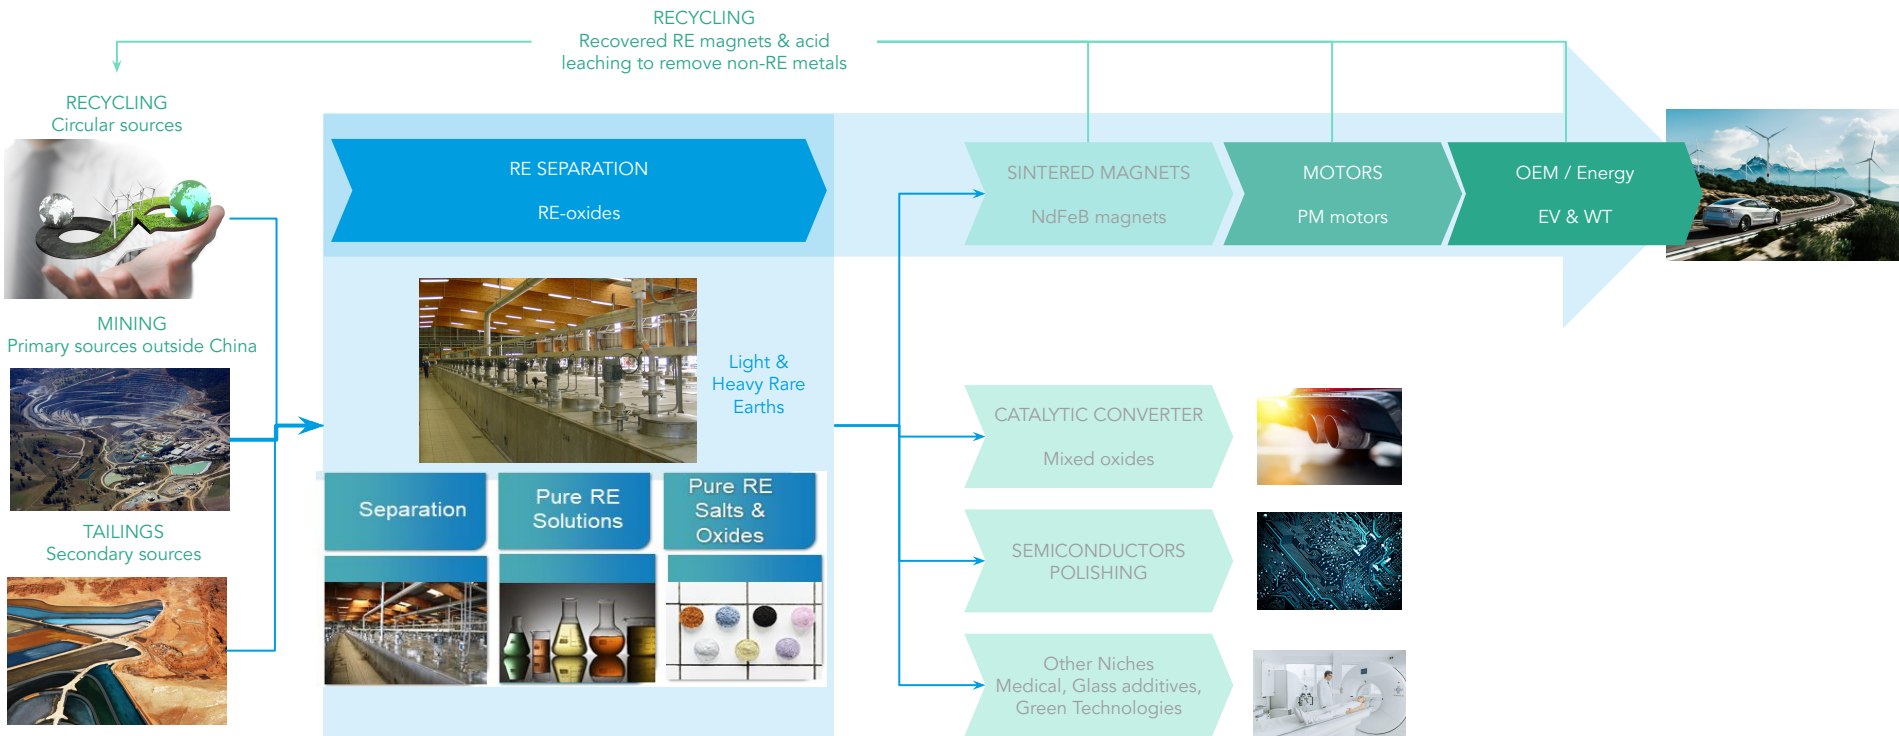 RECYCLING
Recovered RE magnets & acid
leaching to remove non-RE metals
RECYCLING
Circular sources
MINING
Primary sources outside China
TAILINGS
Secondary sources
RE SEPARATION
RE-oxides
Light &
Heavy Rare
Earths
Separation
Pure RE
Solutions
Pure RE
Salts &
Oxides
SINTERED MAGNETS
NdFeB magnets
MOTORS
PM motors
OEM / Energy
EV & WT
CATALYTIC CONVERTER
Mixed oxides
SEMICONDUCTORS
POLISHING
Other Niches
Medical, Glass additives,
Green Technologies